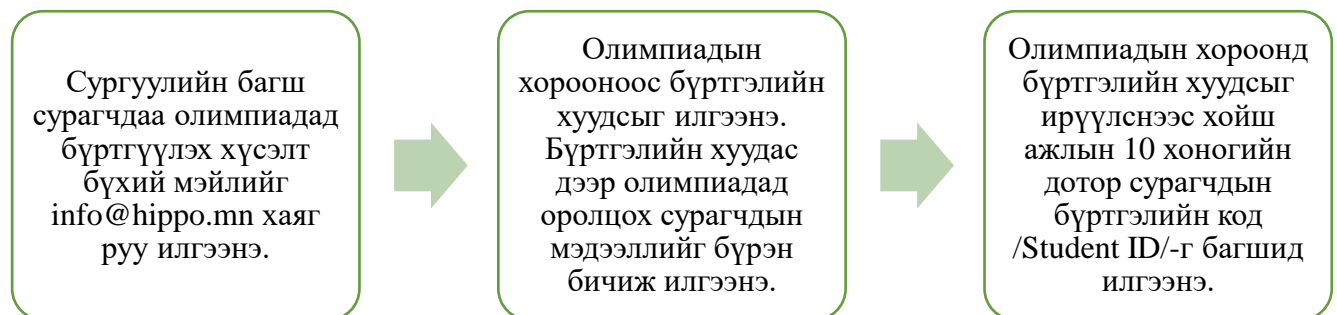 Сургуулийн багш
сурагчдаа олимпиадад
бүртгүүлэх хүсэлт
бүхий мэйлийг
info@hippo.mn хаяг
руу илгээнэ.
Олимпиадын
хорооноос бүртгэлийн
хуудсыг илгээнэ.
Бүртгэлийн хуудас
дээр олимпиадад
оролцох сурагчдын
мэдээллийг бүрэн
бичиж илгээнэ.
Олимпиадын хороонд
бүртгэлийн хуудсыг
ирүүлснээс хойш
ажлын 10 хоногийн
дотор сурагчдын
бүртгэлийн код
/Student ID/-г багшид
илгээнэ.